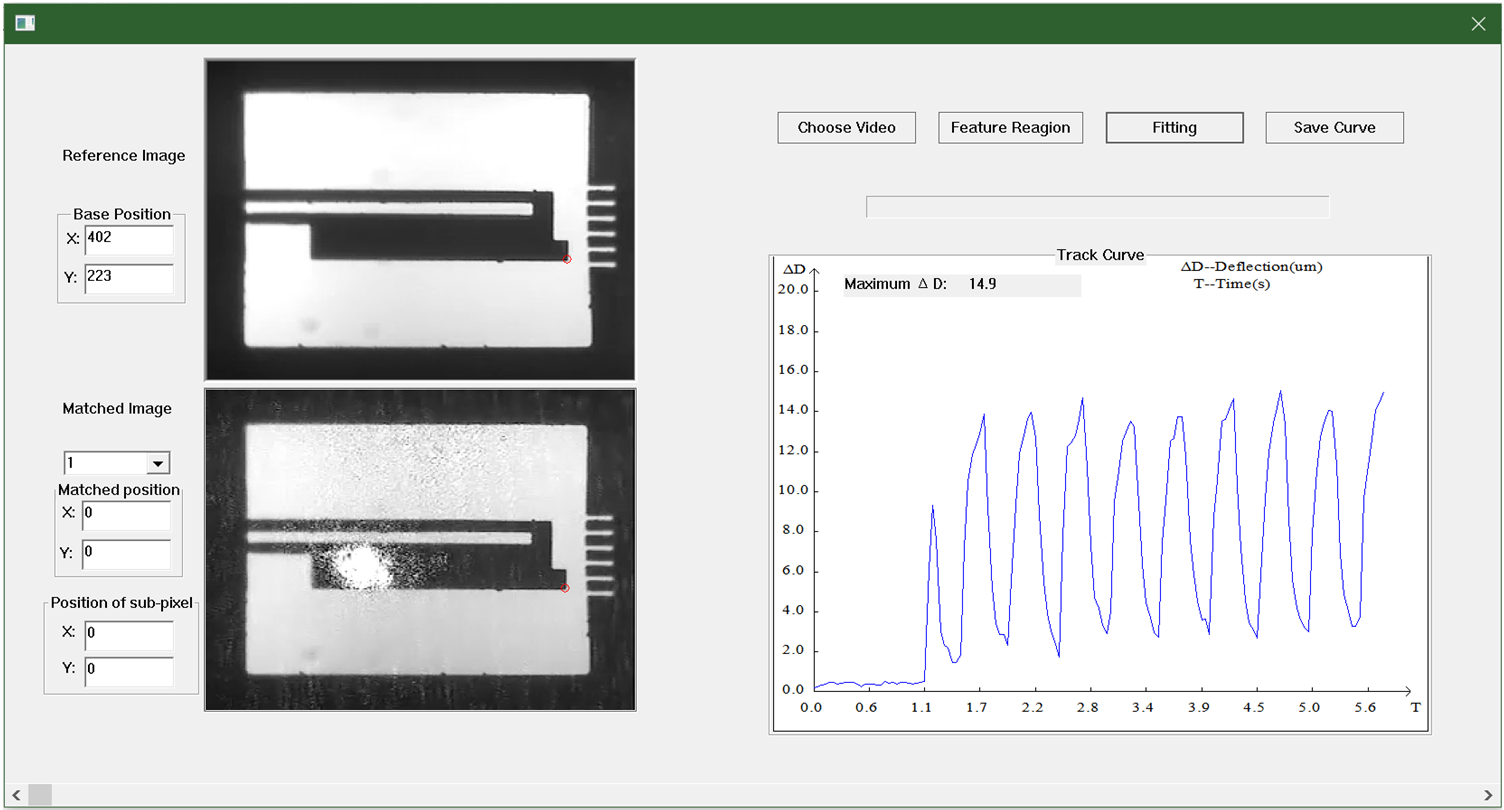 Reference Image
Base Position
X: 402
Y: 223
Matched Image
1
Matched position
X: 0
Y: 0
Position of sub-pixel
X: 0
Y: 0
Choose Video
Feature Reagion
Fitting
Save Curve
Track Curve
ΔD
Maximum Δ D: 14.9
ΔD--Deflection(um)
T--Time(s)
20.0
18.0
16.0
14.0
12.0
10.0
8.0
6.0
4.0
2.0
0.0
0.0 0.6 1.1 1.7 2.2 2.8 3.4 3.9 4.5 5.0 5.6 T